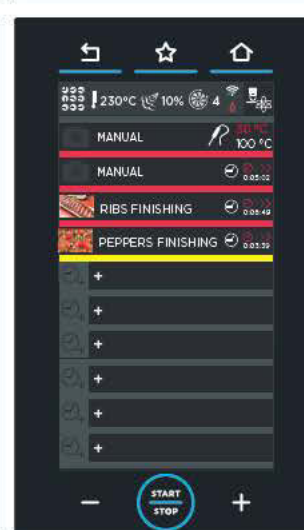 230°C 10% 4
MANUAL 30 °C
100 °C
MANUAL
0:05:02
RIBS FINISHING
0:05:49
PEPPERS FINISHING
0:03:39
+
+
+
+
+
+
START
STOP
− +